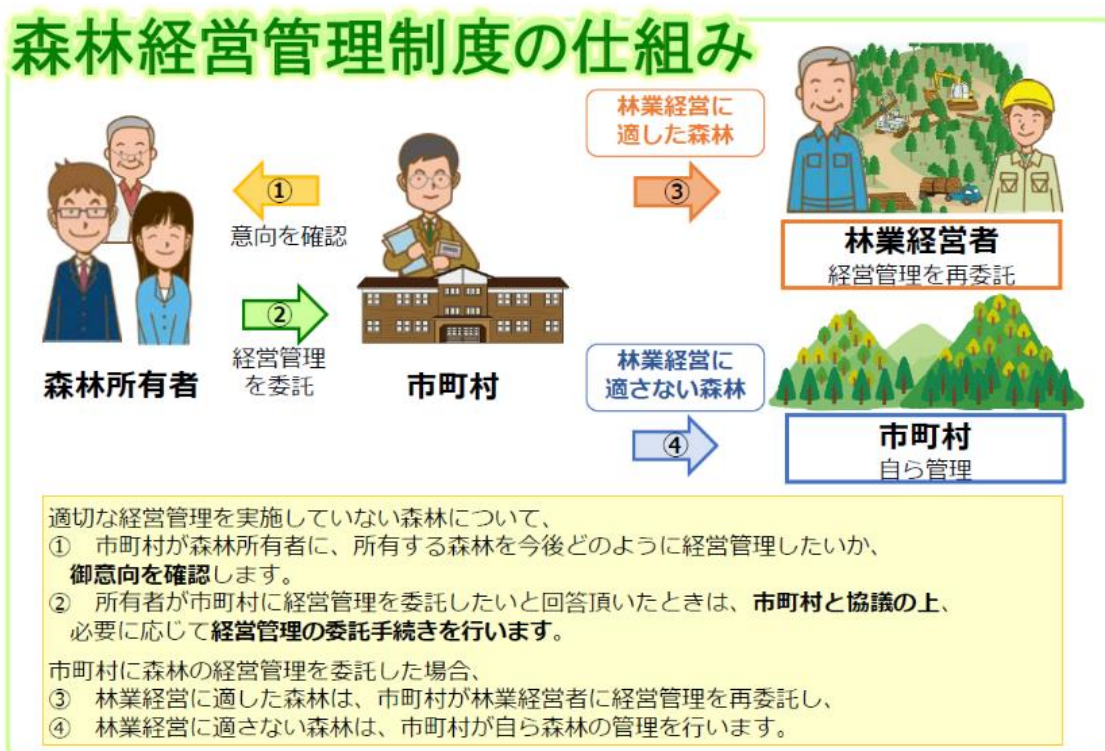 森林経営管理制度の仕組み
林業経営に
適した森林
①
意向を確認
③
②
経営管理
を委託
森林所有者
市町村
林業経営者
経営管理を再委託
林業経営に
適さない森林
④
市町村
自ら管理
適切な経営管理を実施していない森林について、
① 市町村が森林所有者に、所有する森林を今後どのように経営管理したいか、
御意向を確認します。
② 所有者が市町村に経営管理を委託したいと回答頂いたときは、市町村と協議の上、
必要に応じて経営管理の委託手続きを行います。
市町村に森林の経営管理を委託した場合、
③ 林業経営に適した森林は、市町村が林業経営者に経営管理を再委託し、
④ 林業経営に適さない森林は、市町村が自ら森林の管理を行います。